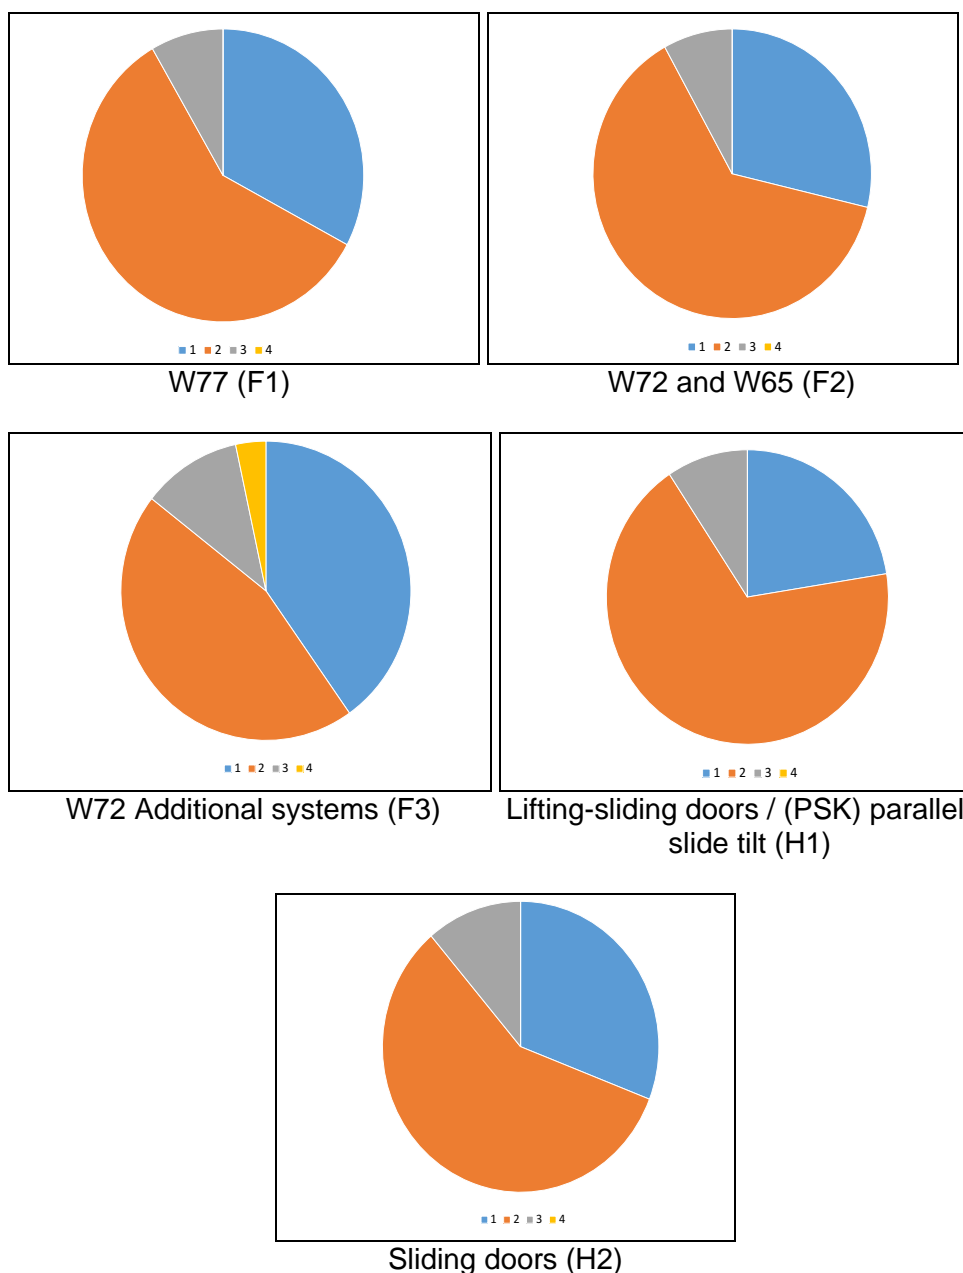 1 2 3 4
W77 (F1)
1 2 3 4
W72 and W65 (F2)
1 2 3 4
W72 Additional systems (F3)
1 2 3 4
Lifting-sliding doors / (PSK) parallel
slide tilt (H1)
1 2 3 4
Sliding doors (H2)